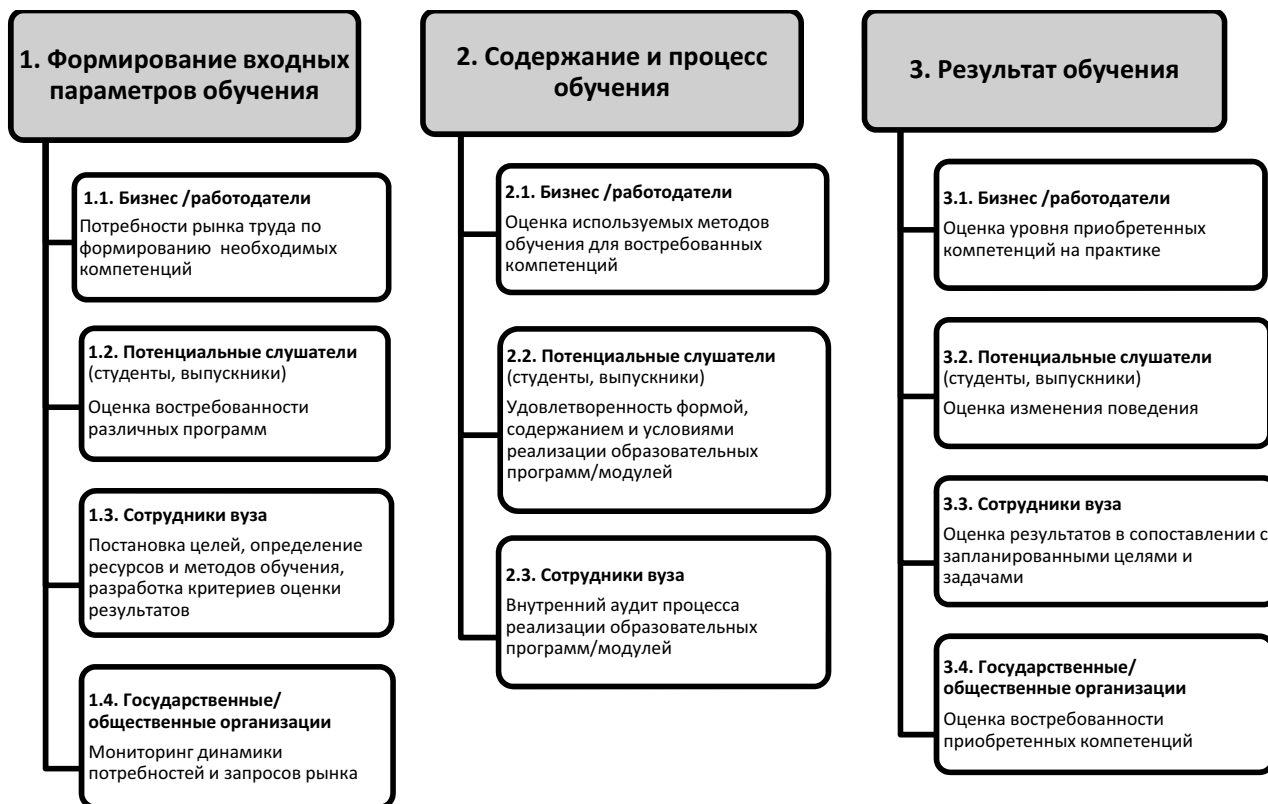 1. Формирование входных
параметров обучения
1.1. Бизнес /работодатели
Потребности рынка труда по
формированию необходимых
компетенций
1.2. Потенциальные слушатели
(студенты, выпускники)
Оценка востребованности
различных программ
1.3. Сотрудники вуза
Постановка целей, определение
ресурсов и методов обучения,
разработка критериев оценки
результатов
1.4. Государственные/
общественные организации
Мониторинг динамики
потребностей и запросов рынка
2. Содержание и процесс
обучения
2.1. Бизнес /работодатели
Оценка используемых методов
обучения для востребованных
компетенций
2.2. Потенциальные слушатели
(студенты, выпускники)
Удовлетворенность формой,
содержанием и условиями
реализации образовательных
программ/модулей
2.3. Сотрудники вуза
Внутренний аудит процесса
реализации образовательных
программ/модулей
3. Результат обучения
3.1. Бизнес /работодатели
Оценка уровня приобретенных
компетенций на практике
3.2. Потенциальные слушатели
(студенты, выпускники)
Оценка изменения поведения
3.3. Сотрудники вуза
Оценка результатов в сопоставлении с
запланированными целями и
задачами
3.4. Государственные/
общественные организации
Оценка востребованности
приобретенных компетенций